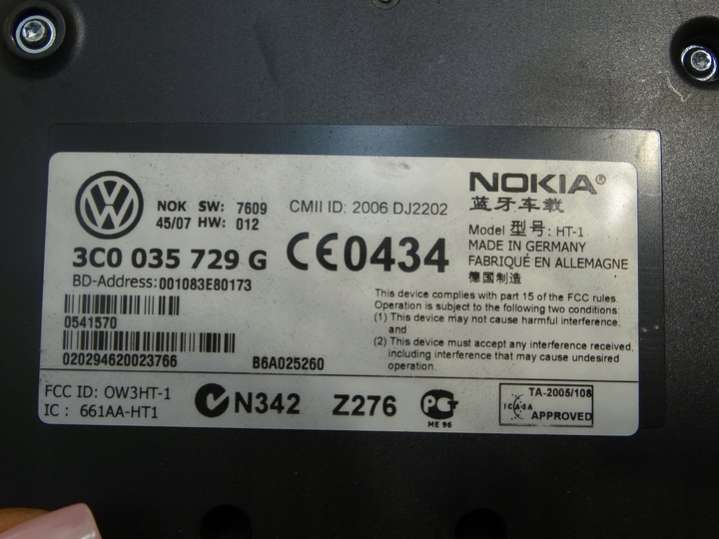 NOK SW: 7609
45/07 HW: 012
CMII ID: 2006 DJ2202
NOKIA®
蓝牙车载
Model 型号: HT-1
MADE IN GERMANY
FABRIQUÉ EN ALLEMAGNE
德国制造
3C0 035 729 G
CE0434
BD-Address:001083E80173
0541570
020294620023766
B6A025260
This device complies with part 15 of the FCC rules.
Operation is subject to the following two conditions:
(1) This device may not cause harmful interference,
and
(2) This device must accept any interference received,
including interference that may cause undesired
operation.
FCC ID: OW3HT-1
IC: 661AA-HT1
N342
Z276
РСТ
ME 96
TA-2005/108
ICASA
APPROVED